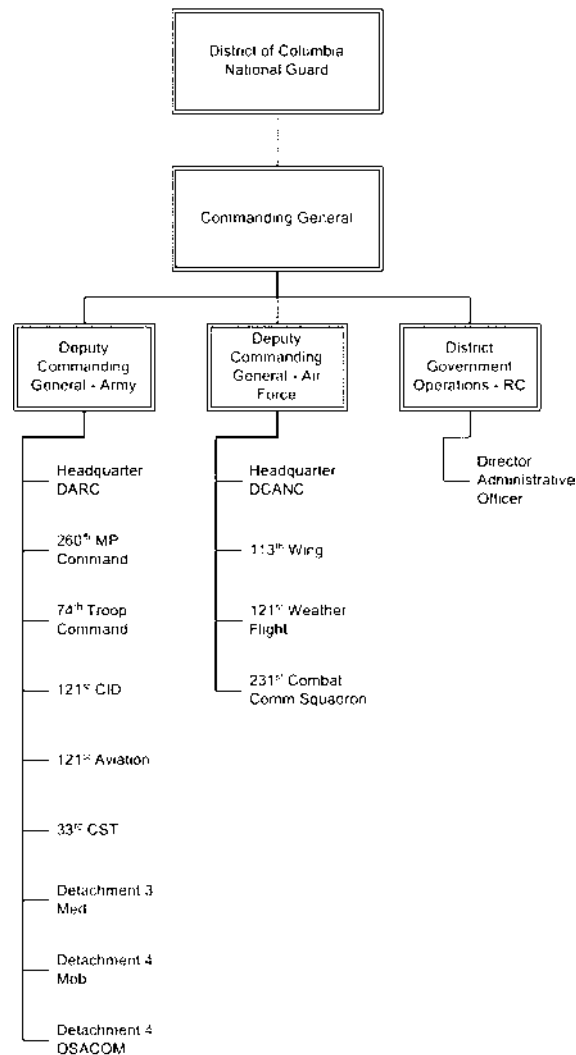 District of Columbia
National Guard
Commanding General
Deputy
Commanding
General - Army
Deputy
Commanding
General - Air
Force
District
Government
Operations - RC
Headquarter
DARC
260th MP
Command
74th Troop
Command
121st CID
121st Aviation
33rd CST
Detachment 3
Med
Detachment 4
Mob
Detachment 4
OSACOM
Headquarter
DCANC
113th Wing
121st Weather
Flight
231st Combat
Comm Squadron
Director
Administrative
Officer